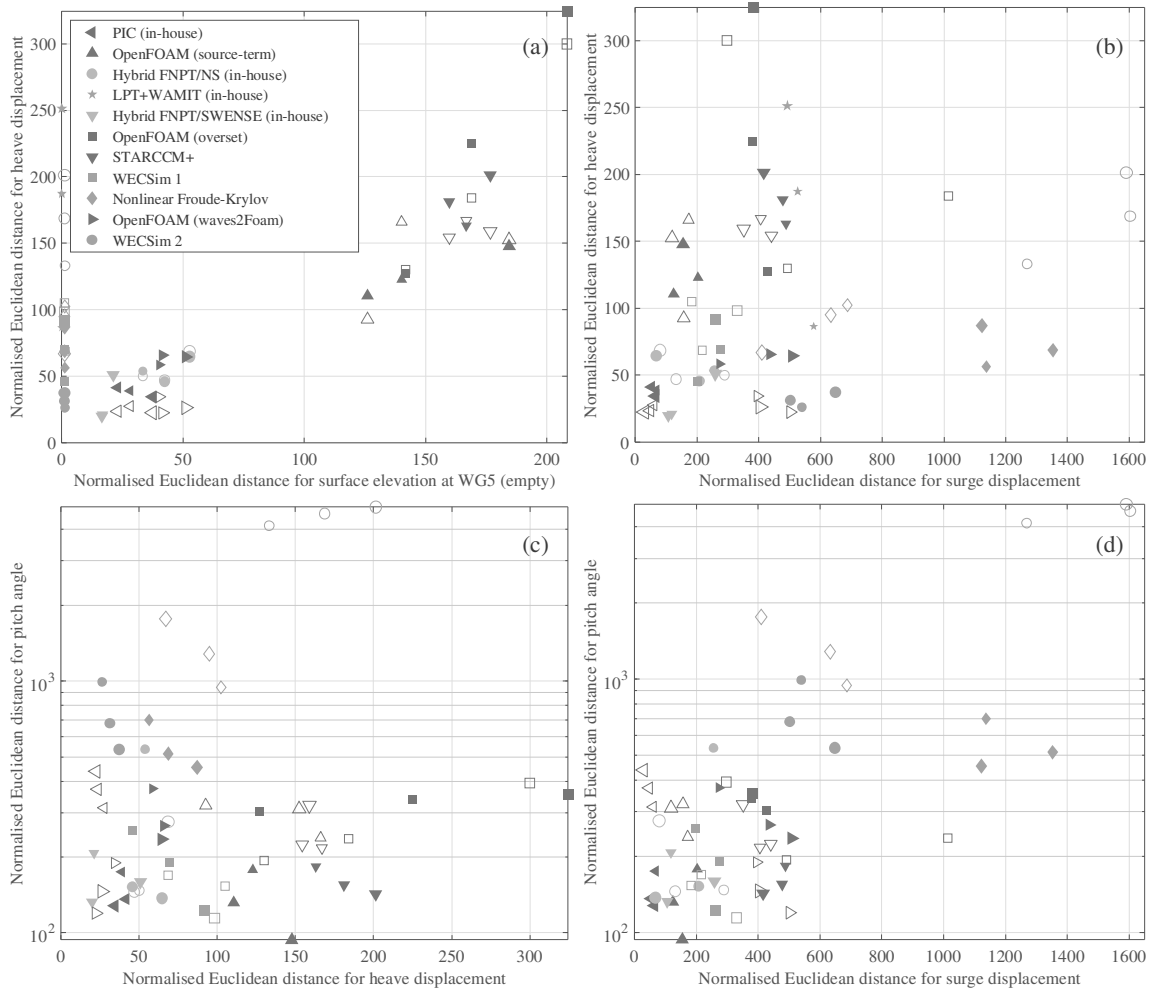 (a)
Normalised Euclidean distance for heave displacement
300
250
200
150
100
50
0
PIC (in-house)
OpenFOAM (source-term)
Hybrid FNPT/NS (in-house)
LPT+WAMIT (in-house)
Hybrid FNPT/SWENSE (in-house)
OpenFOAM (overset)
STARCCM+
WECSim 1
Nonlinear Froude-Krylov
OpenFOAM (waves2Foam)
WECSim 2
0 50 100 150 200
Normalised Euclidean distance for surface elevation at WG5 (empty)
(b)
Normalised Euclidean distance for heave displacement
300
250
200
150
100
50
0
0 200 400 600 800 1000 1200 1400 1600
Normalised Euclidean distance for surge displacement
(c)
Normalised Euclidean distance for pitch angle
10³
10²
0 50 100 150 200 250 300
Normalised Euclidean distance for heave displacement
(d)
Normalised Euclidean distance for pitch angle
10³
10²
0 200 400 600 800 1000 1200 1400 1600
Normalised Euclidean distance for surge displacement